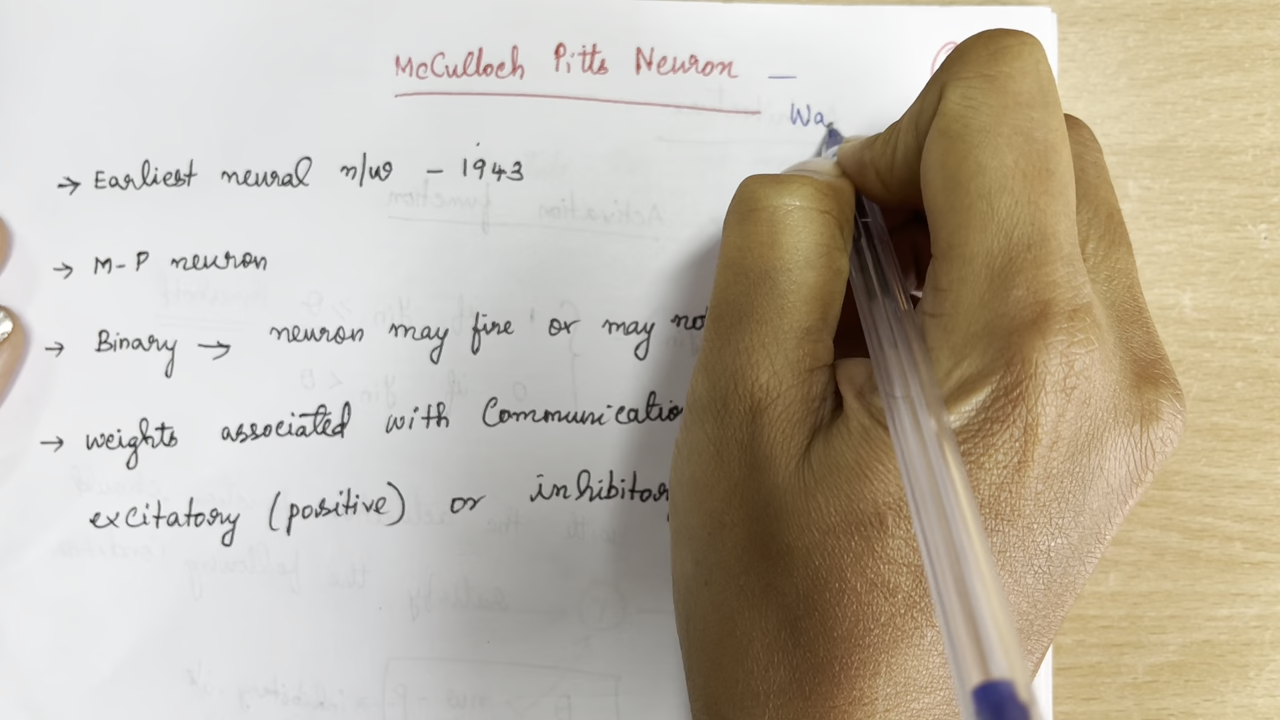 McCulloch Pitts Neuron —
Wa
→ Earliest neural n/w - 1943
→ M-P neuron
→ Binary → neuron may fire or may no
→ weights associated with Communicatio
excitatory (positive) or inhibitor